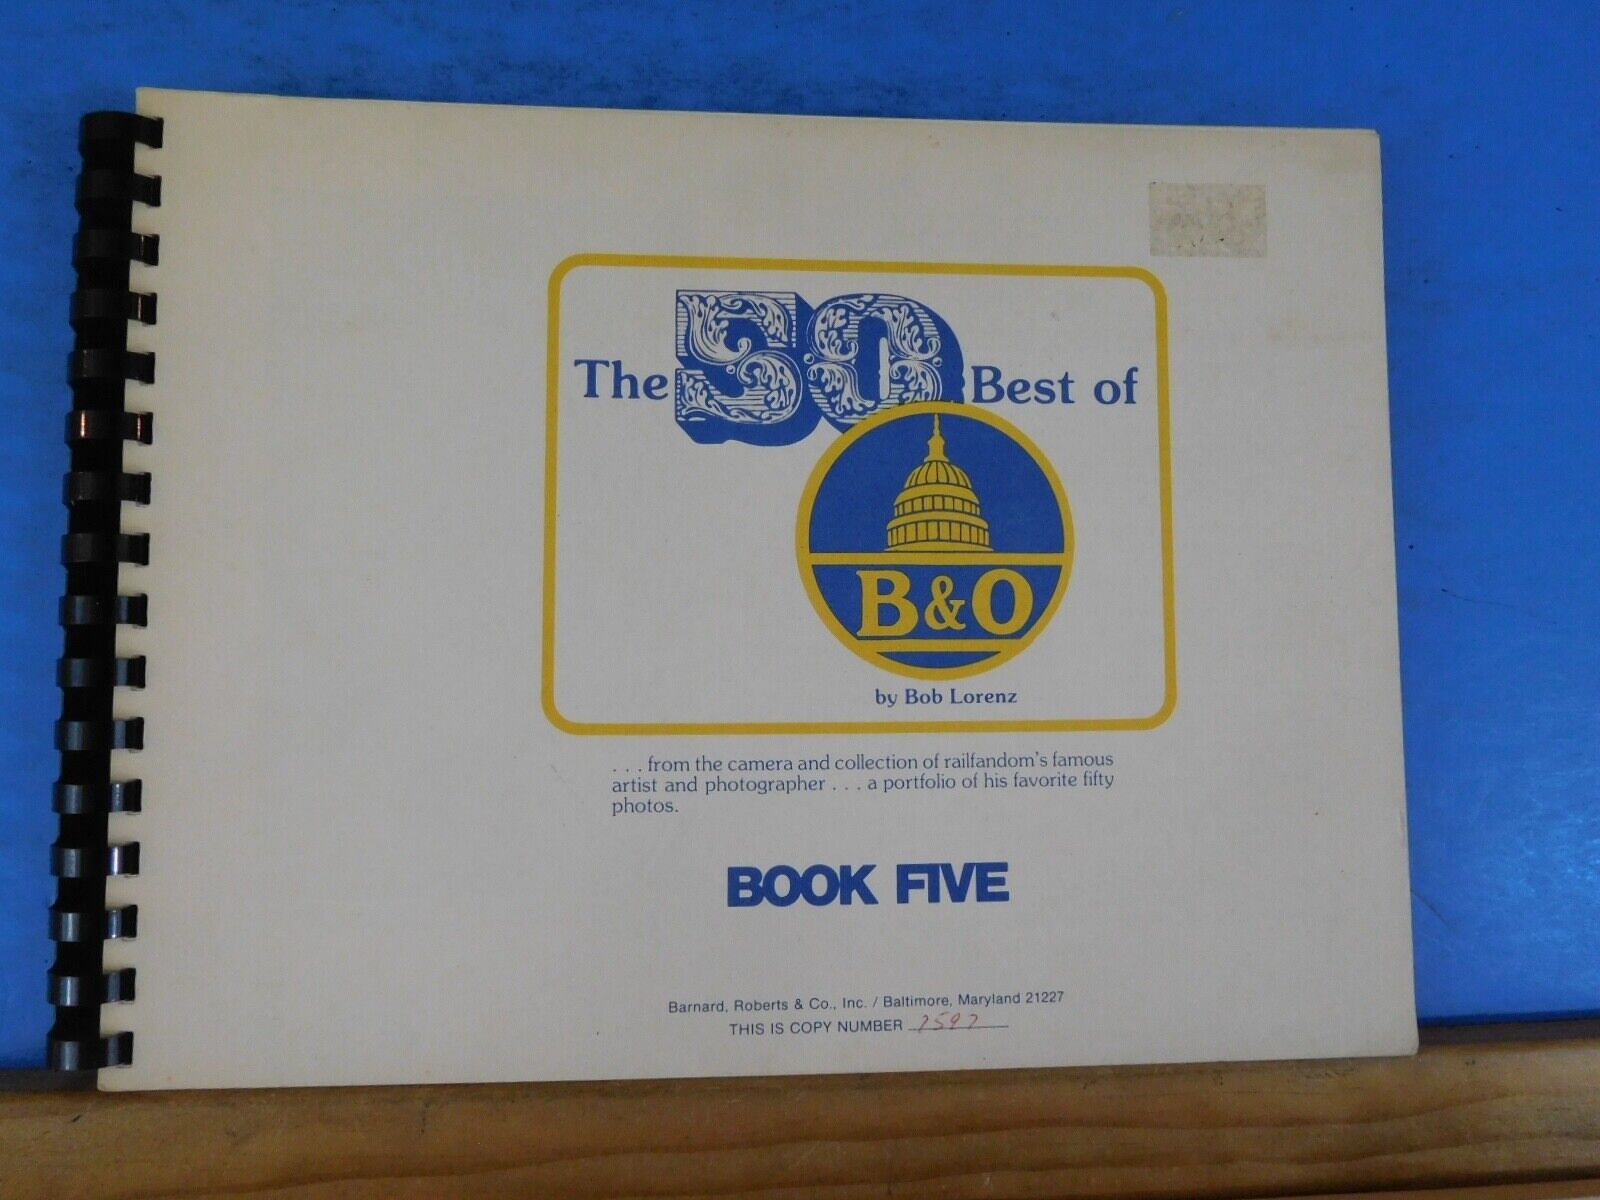 The 50 Best of
B&O
by Bob Lorenz
. . . from the camera and collection of railfandom's famous
artist and photographer . . . a portfolio of his favorite fifty
photos.
BOOK FIVE
Barnard, Roberts & Co., Inc. / Baltimore, Maryland 21227
THIS IS COPY NUMBER